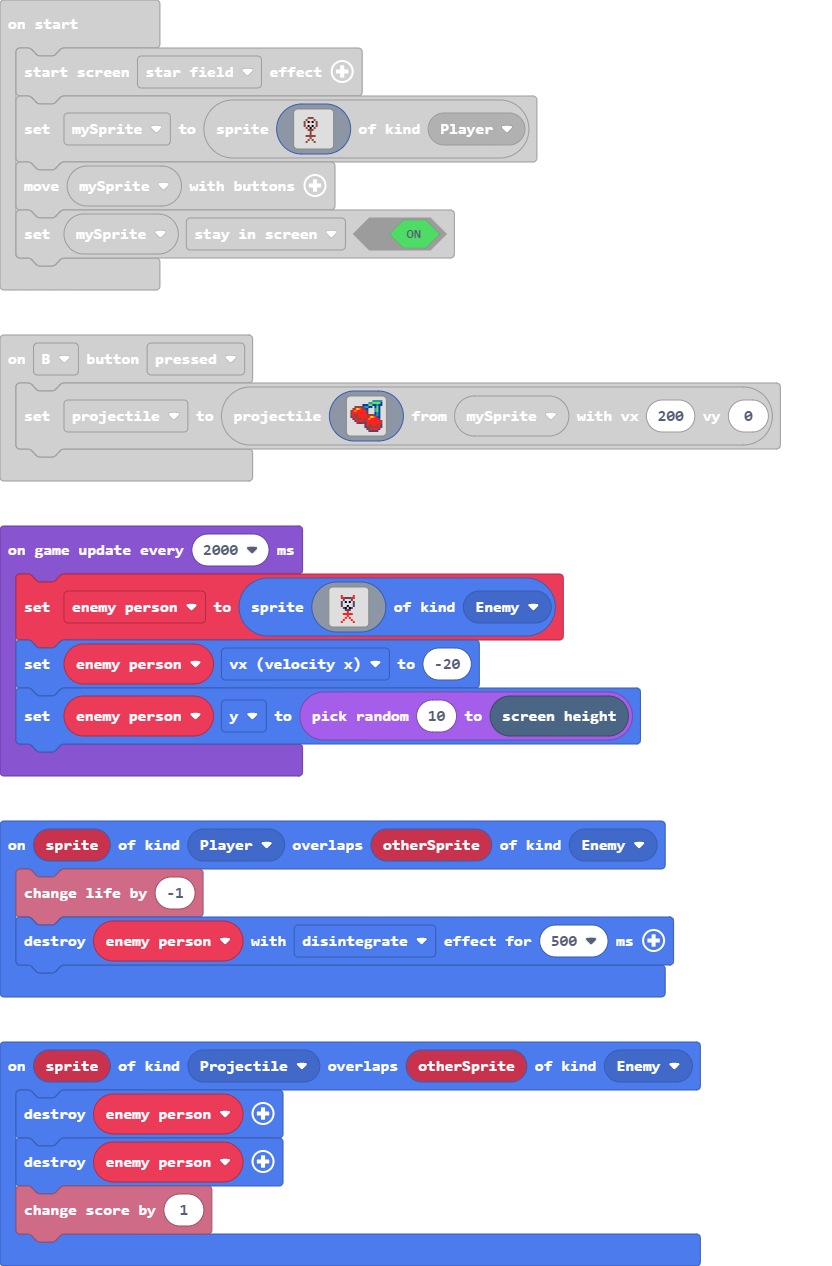 on start
start screen star field effect
set mySprite to sprite of kind Player
move mySprite with buttons
set mySprite stay in screen ON
on B button pressed
set projectile to projectile from mySprite with vx 200 vy 0
on game update every 2000 ms
set enemy person to sprite of kind Enemy
set enemy person vx (velocity x) to -20
set enemy person y to pick random 10 to screen height
on sprite of kind Player overlaps otherSprite of kind Enemy
change life by -1
destroy enemy person with disintegrate effect for 500 ms
on sprite of kind Projectile overlaps otherSprite of kind Enemy
destroy enemy person
destroy enemy person
change score by 1